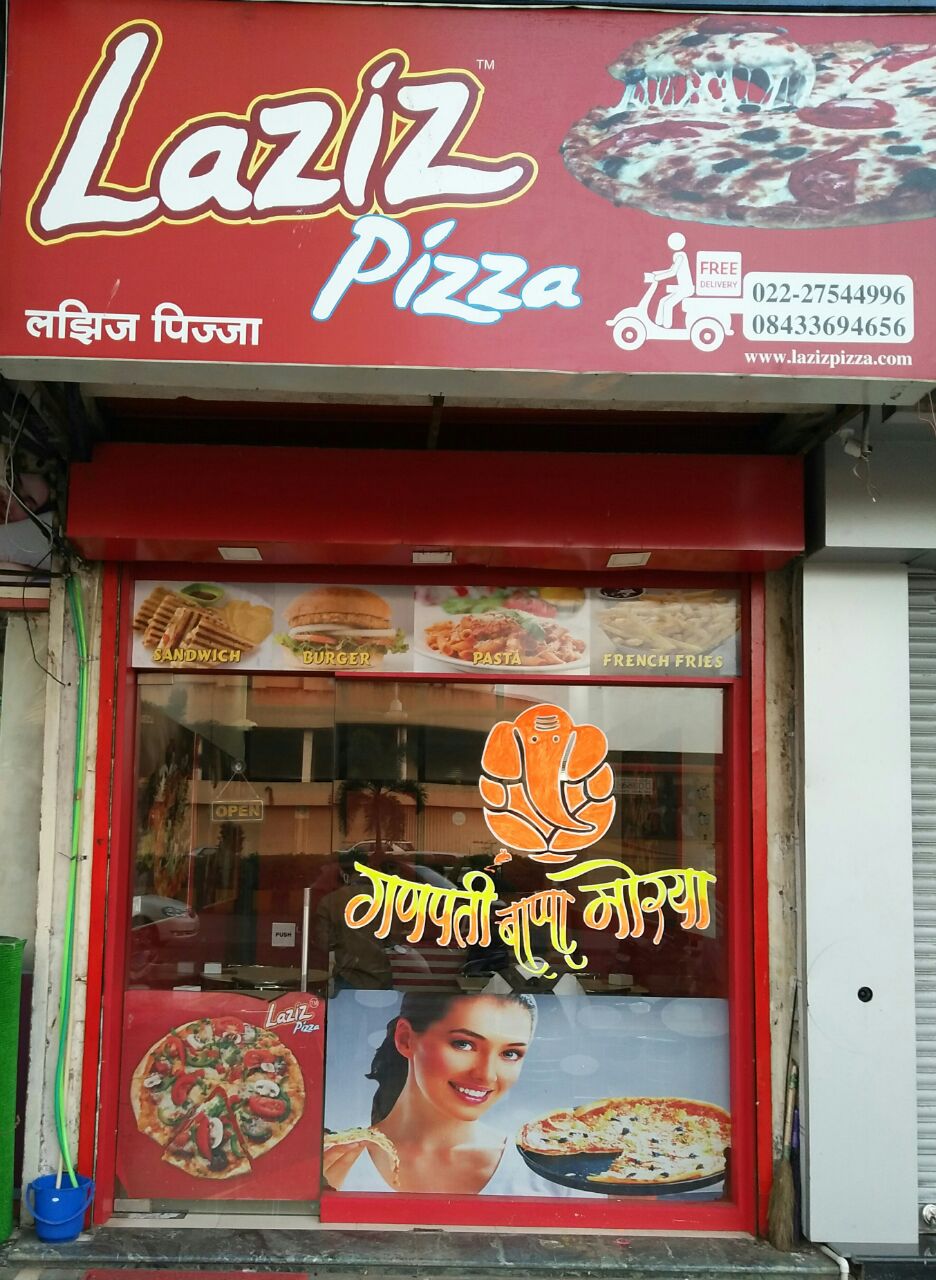 Laziz™
Pizza
लझिज पिज्जा
FREE
DELIVERY
022-27544996
08433694656
www.lazizpizza.com
SANDWICH
BURGER
PASTA
FRENCH FRIES
OPEN
गणपती बाप्पा मोरया
PUSH
Laziz™
Pizza